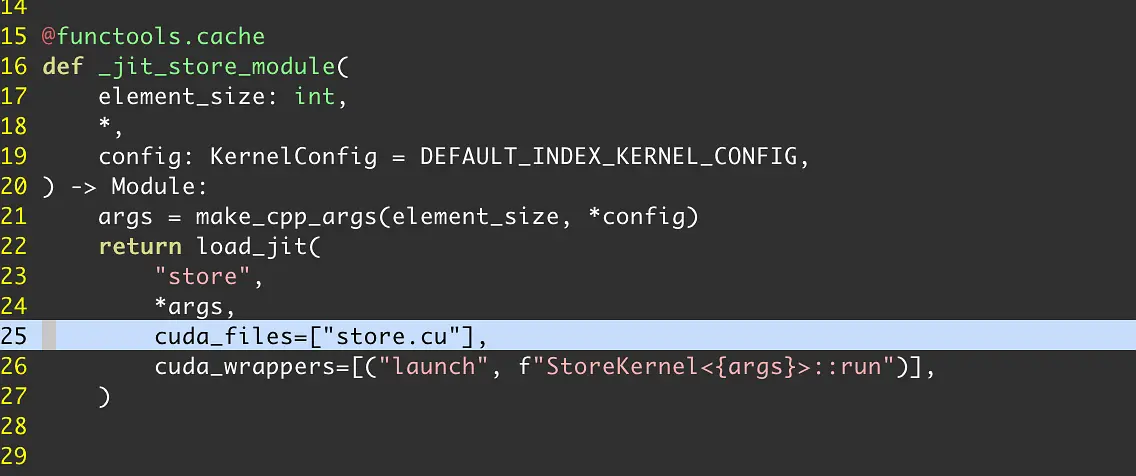 14
15 @functools.cache
16 def _jit_store_module(
17     element_size: int,
18     *,
19     config: KernelConfig = DEFAULT_INDEX_KERNEL_CONFIG,
20 ) -> Module:
21     args = make_cpp_args(element_size, *config)
22     return load_jit(
23         "store",
24         *args,
25         cuda_files=["store.cu"],
26         cuda_wrappers=[("launch", f"StoreKernel<{args}>::run")],
27     )
28
29